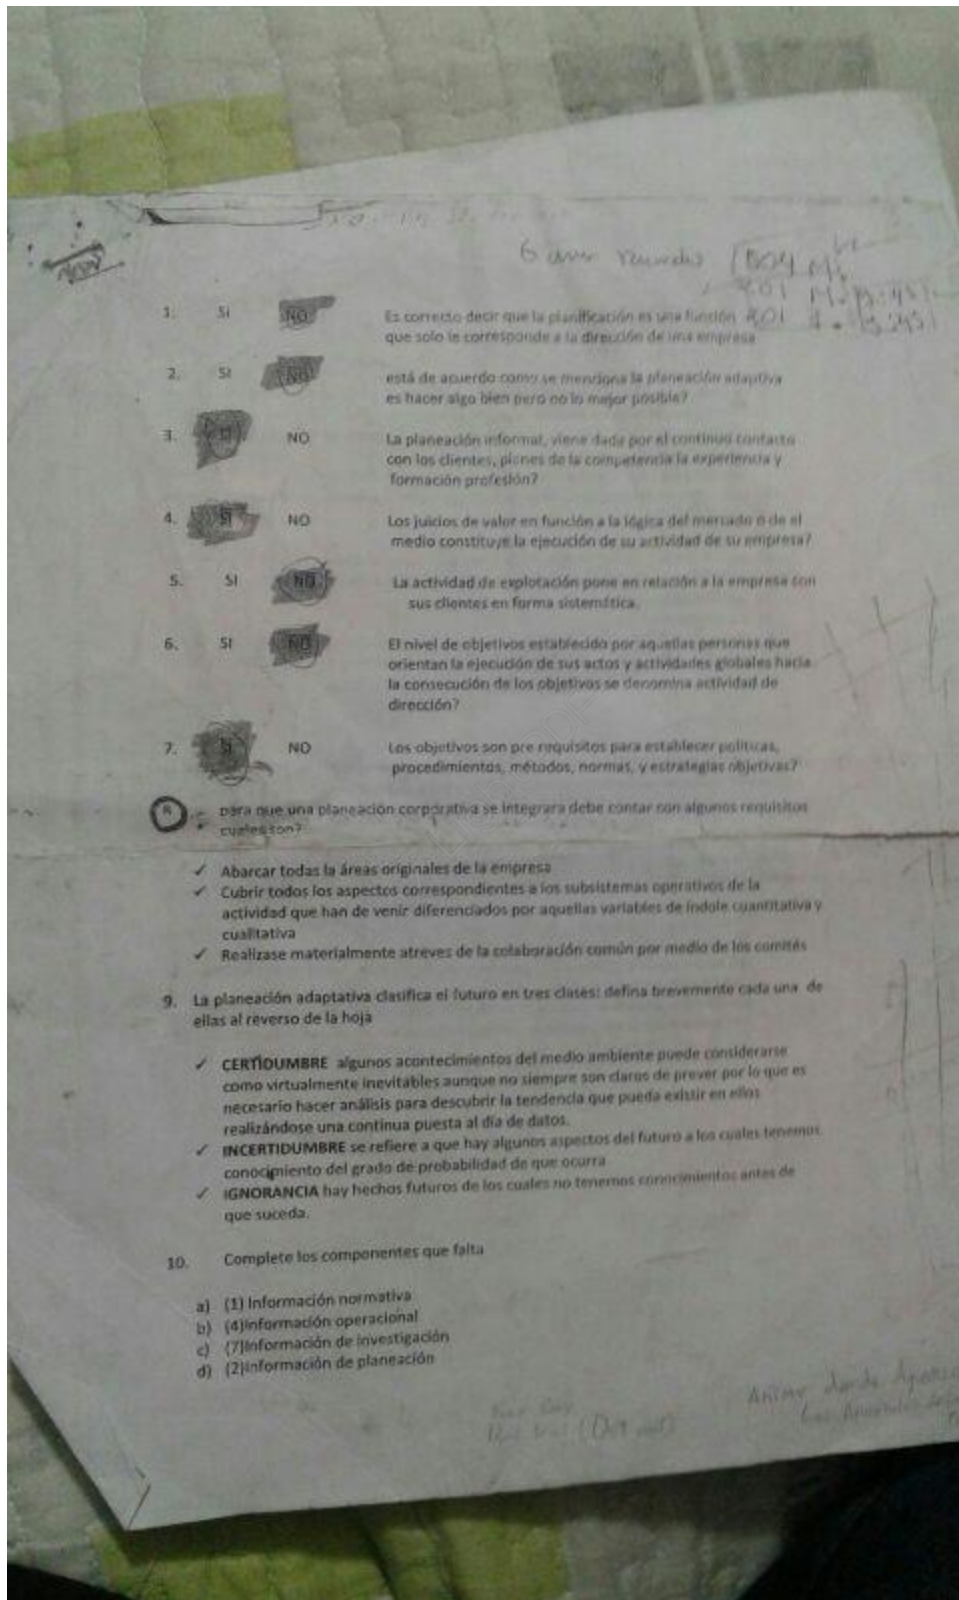 1. SI NO Es correcto decir que la planificación es una función
que solo le corresponde a la dirección de una empresa
2. SI NO está de acuerdo como se menciona la planeación adaptiva
es hacer algo bien pero no lo mejor posible?
3. SI NO La planeación informal, viene dada por el continuo contacto
con los clientes, planes de la competencia la experiencia y
formación profesión?
4. SI NO Los juicios de valor en función a la lógica del mercado o de el
medio constituye la ejecución de su actividad de su empresa?
5. SI NO La actividad de explotación pone en relación a la empresa con
sus clientes en forma sistemática.
6. SI NO El nivel de objetivos establecido por aquellas personas que
orientan la ejecución de sus actos y actividades globales hacia
la consecución de los objetivos se denomina actividad de
dirección?
7. SI NO Los objetivos son pre requisitos para establecer políticas,
procedimientos, métodos, normas, y estrategias objetivas?
8. para que una planeación corporativa se integrara debe contar con algunos requisitos
cuales son?
✓ Abarcar todas la áreas originales de la empresa
✓ Cubrir todos los aspectos correspondientes a los subsistemas operativos de la
actividad que han de venir diferenciados por aquellas variables de índole cuantitativa y
cualitativa
✓ Realizase materialmente atreves de la colaboración común por medio de los comités
9. La planeación adaptativa clasifica el futuro en tres clases: defina brevemente cada una de
ellas al reverso de la hoja
✓ CERTIDUMBRE algunos acontecimientos del medio ambiente puede considerarse
como virtualmente inevitables aunque no siempre son claros de prever por lo que es
necesario hacer análisis para descubrir la tendencia que pueda existir en ellos
realizándose una continua puesta al día de datos.
✓ INCERTIDUMBRE se refiere a que hay algunos aspectos del futuro a los cuales tenemos
conocimiento del grado de probabilidad de que ocurra
✓ IGNORANCIA hay hechos futuros de los cuales no tenemos conocimientos antes de
que suceda.
10. Complete los componentes que falta
a) (1) Información normativa
b) (4)Información operacional
c) (7)Información de investigación
d) (2)Información de planeación